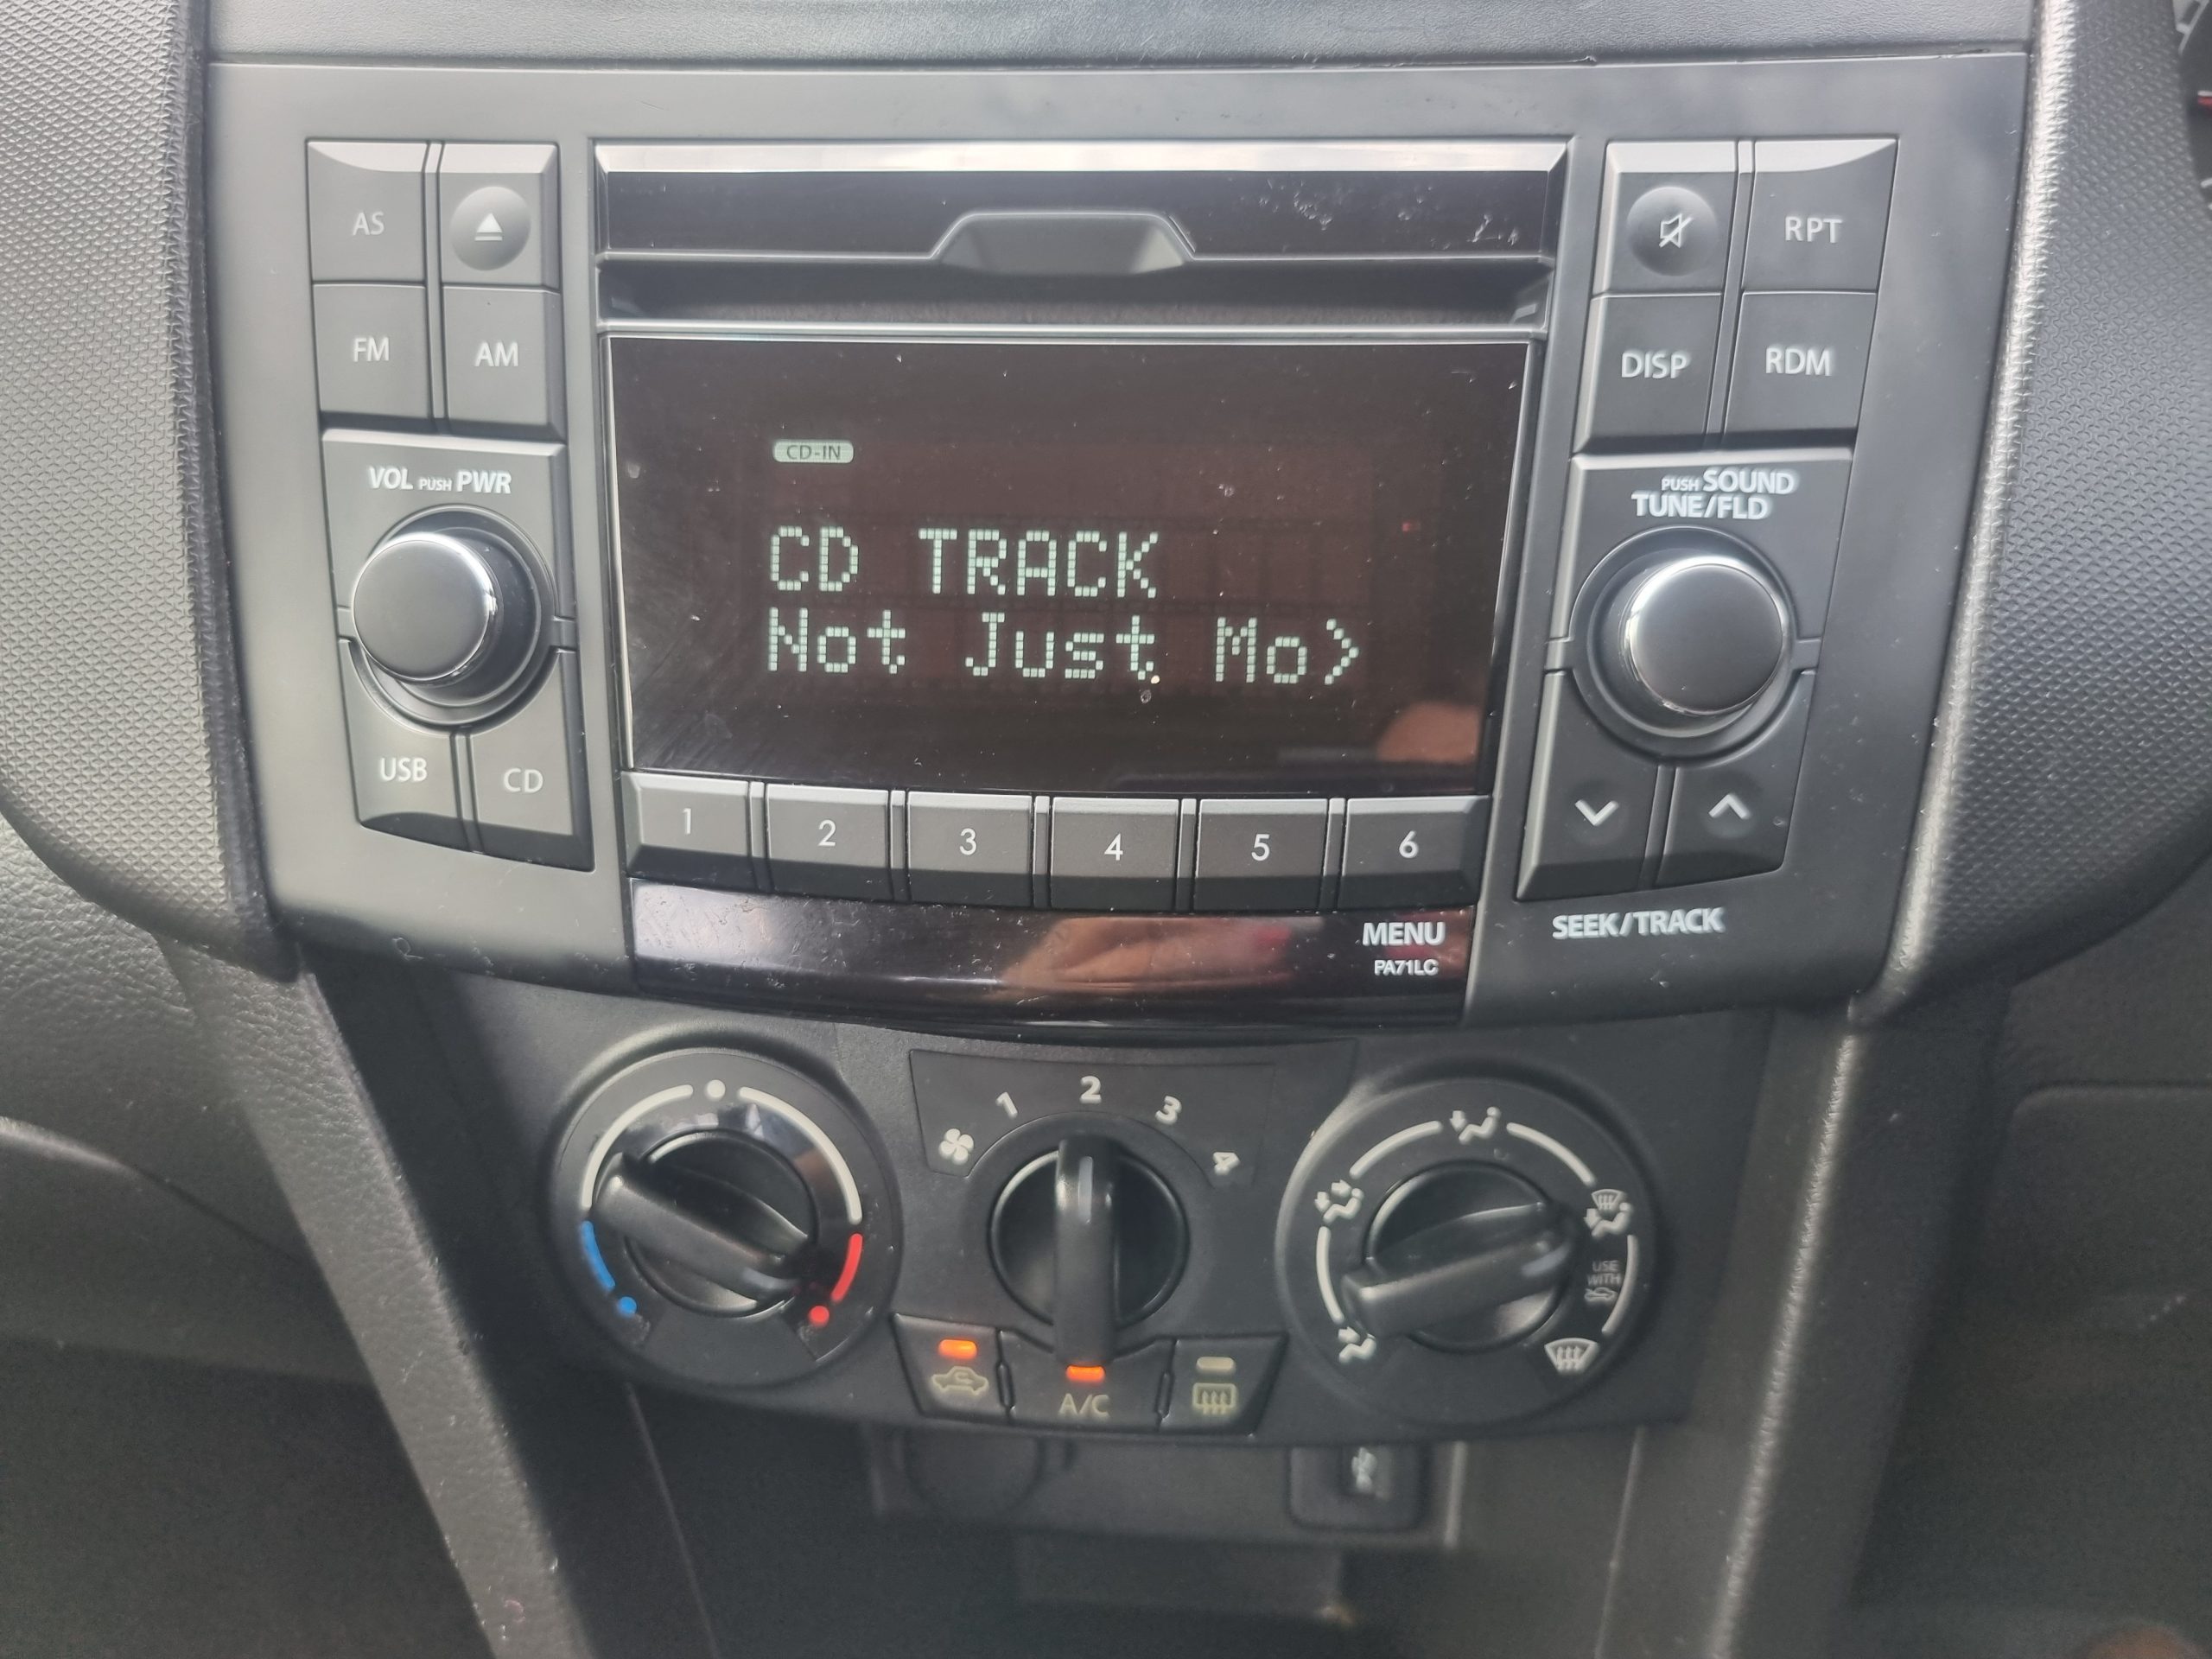 AS
FM AM
VOL PUSH PWR
USB CD
CD-IN
CD TRACK
Not Just Mo>
1 2 3 4 5 6
MENU
PA71LC
RPT
DISP RDM
PUSH SOUND
TUNE/FLD
SEEK/TRACK
1 2 3 4
A/C
USE
WITH